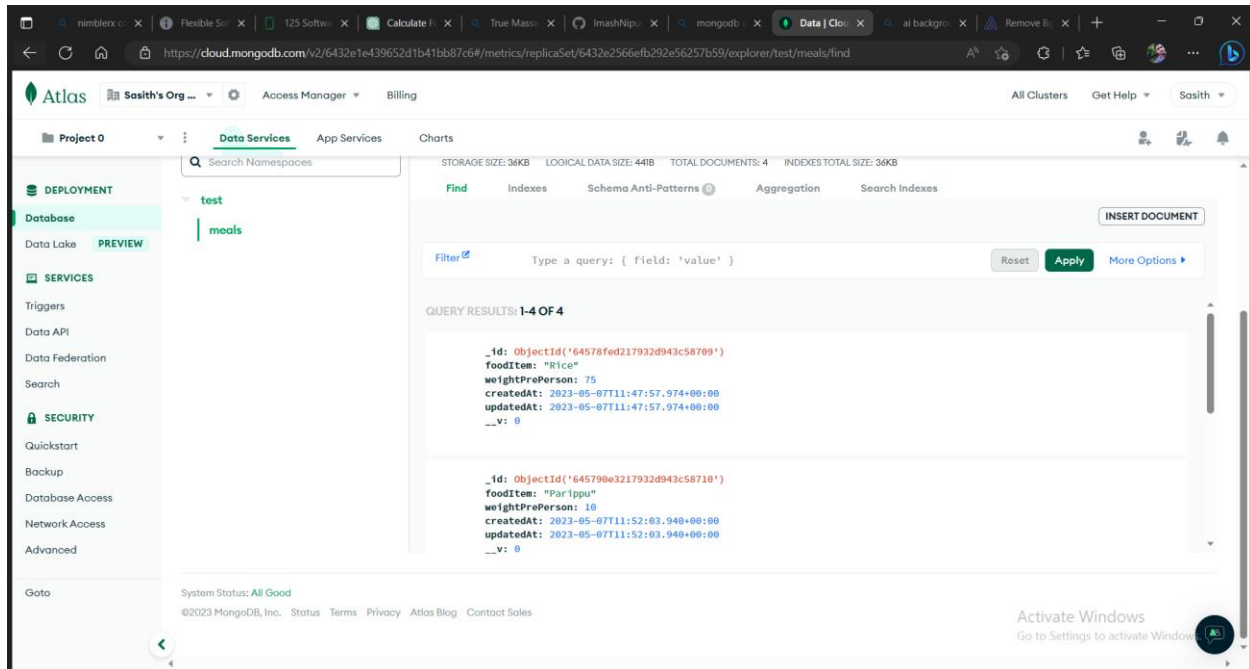 nimblerx co
Flexible Sof
125 Softwa
Calculate F
True Massa
ImashNipur
mongodb a
Data | Clou
ai backgro
Remove Bg
https://cloud.mongodb.com/v2/6432e1e439652d1b41bb87c6#/metrics/replicaSet/6432e2566efb292e56257b59/explorer/test/meals/find
Atlas
Sasith's Org ...
Access Manager
Billing
All Clusters
Get Help
Sasith
Project 0
Data Services
App Services
Charts
Search Namespaces
STORAGE SIZE: 36KB LOGICAL DATA SIZE: 441B TOTAL DOCUMENTS: 4 INDEXES TOTAL SIZE: 36KB
DEPLOYMENT
Database
Data Lake PREVIEW
SERVICES
Triggers
Data API
Data Federation
Search
SECURITY
Quickstart
Backup
Database Access
Network Access
Advanced
Goto
test
meals
Find Indexes Schema Anti-Patterns 0 Aggregation Search Indexes
INSERT DOCUMENT
Filter Type a query: { field: 'value' } Reset Apply More Options
QUERY RESULTS: 1-4 OF 4
_id: ObjectId('64578fed217932d943c58709')
foodItem: "Rice"
weightPrePerson: 75
createdAt: 2023-05-07T11:47:57.974+00:00
updatedAt: 2023-05-07T11:47:57.974+00:00
__v: 0
_id: ObjectId('645790e3217932d943c58710')
foodItem: "Parippu"
weightPrePerson: 10
createdAt: 2023-05-07T11:52:03.940+00:00
updatedAt: 2023-05-07T11:52:03.940+00:00
__v: 0
System Status: All Good
©2023 MongoDB, Inc. Status Terms Privacy Atlas Blog Contact Sales
Activate Windows
Go to Settings to activate Windows